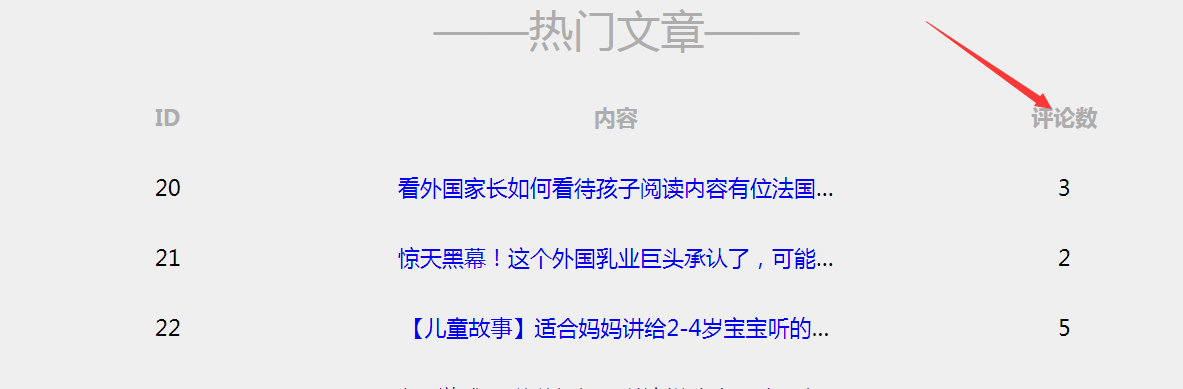 ——热门文章——
ID 内容 评论数
20 看外国家长如何看待孩子阅读内容有位法国... 3
21 惊天黑幕！这个外国乳业巨头承认了，可能... 2
22 【儿童故事】适合妈妈讲给2-4岁宝宝听的... 5